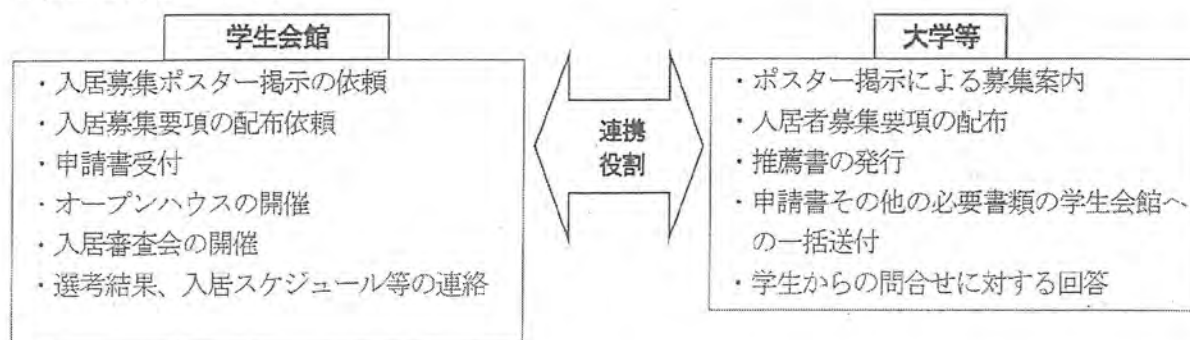 学生会館
・入居募集ポスター掲示の依頼
・入居募集要項の配布依頼
・申請書受付
・オープンハウスの開催
・入居審査会の開催
・選考結果、入居スケジュール等の連絡
連携
役割
大学等
・ポスター掲示による募集案内
・入居者募集要項の配布
・推薦書の発行
・申請書その他の必要書類の学生会館へ
の一括送付
・学生からの問合せに対する回答